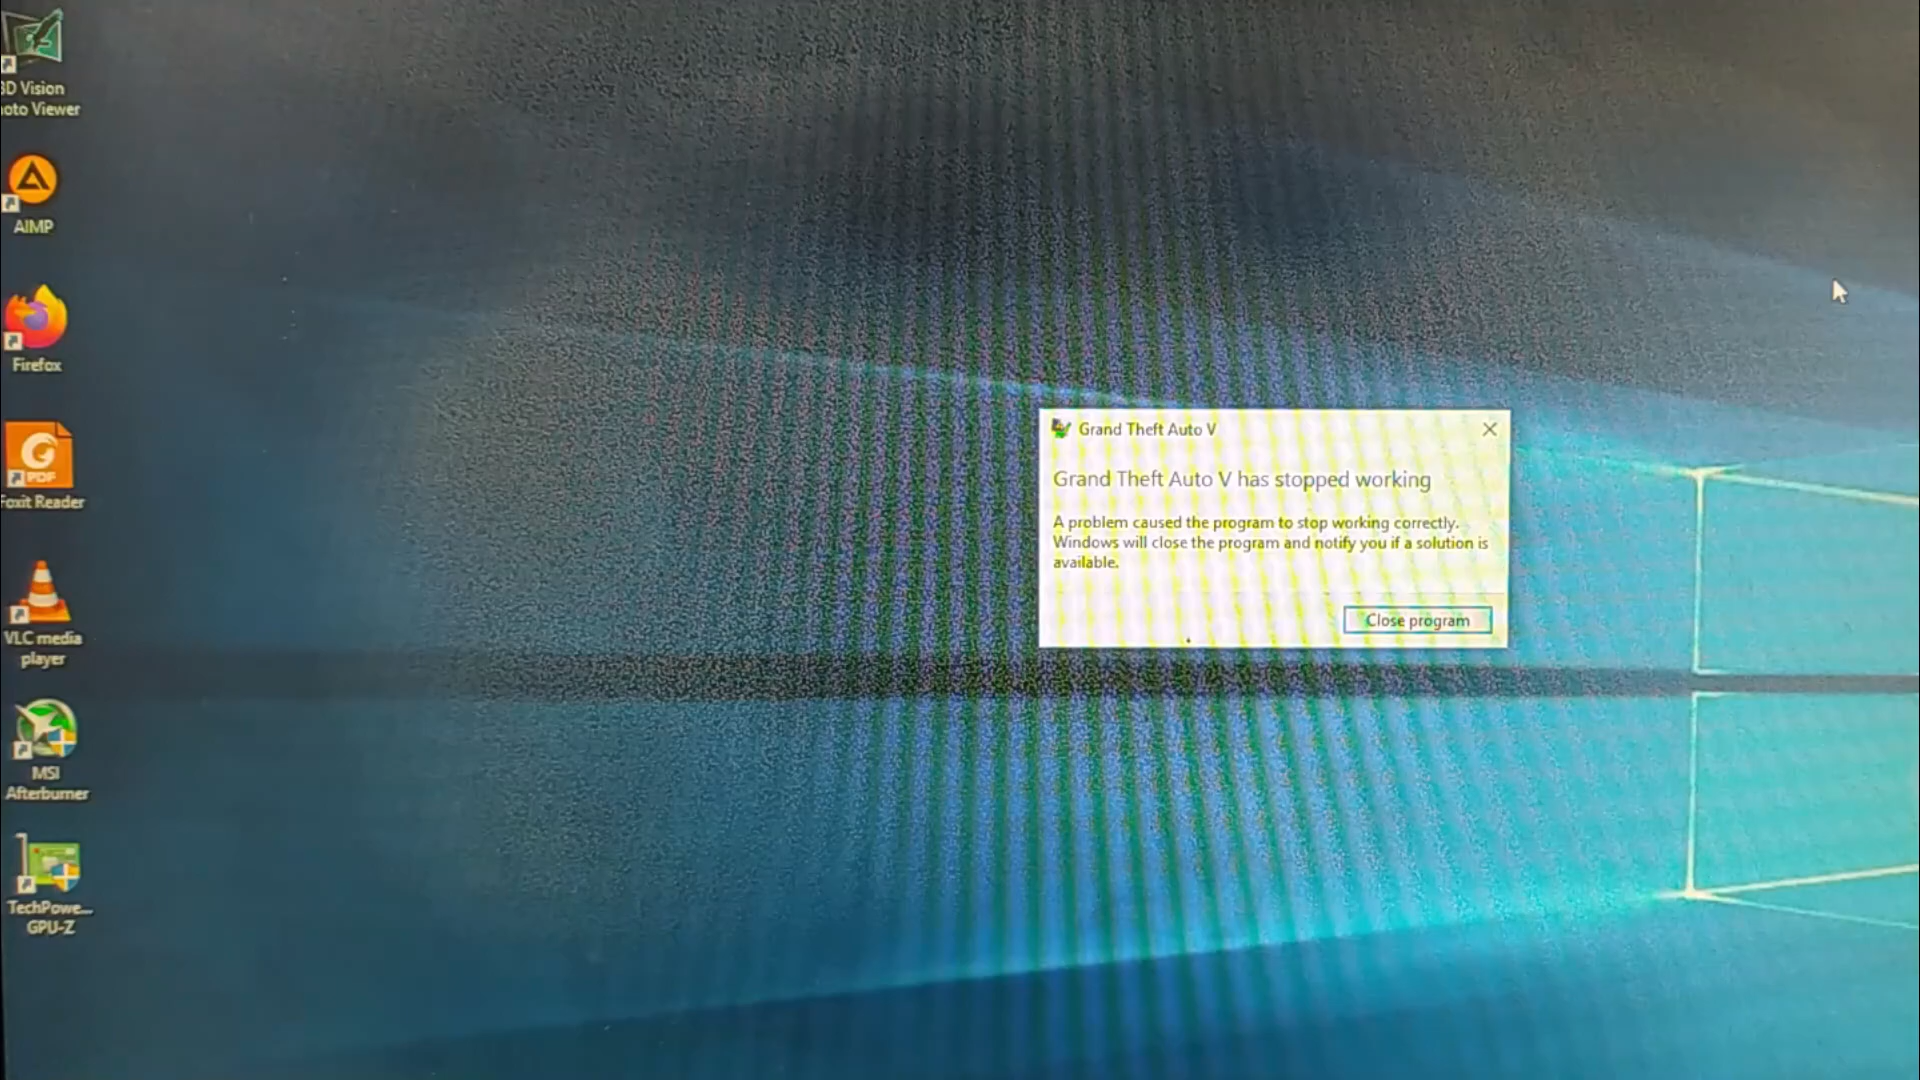 3D Vision
oto Viewer
AIMP
Firefox
PDF
Foxit Reader
VLC media
player
MSI
Afterburner
TechPowe...
GPU-Z
Grand Theft Auto V
Grand Theft Auto V has stopped working
A problem caused the program to stop working correctly.
Windows will close the program and notify you if a solution is
available.
Close program